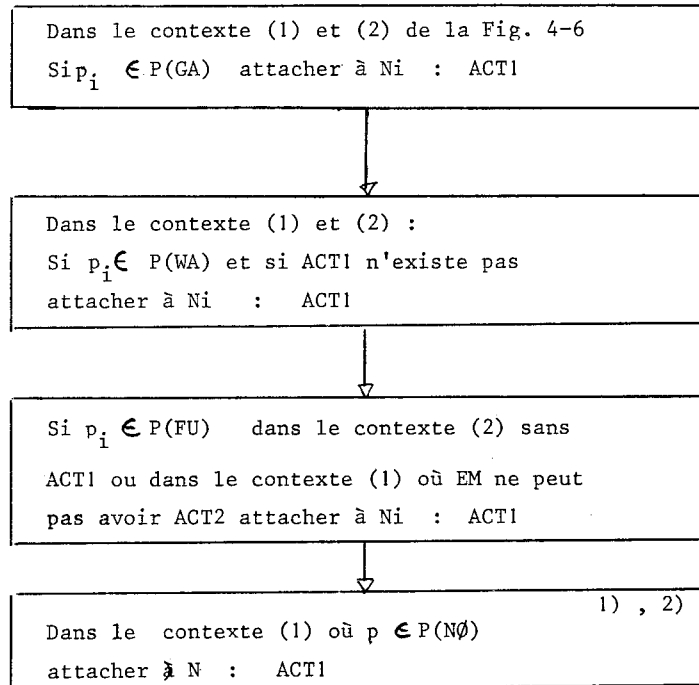 Dans le contexte (1) et (2) de la Fig. 4-6
Si p_i ∈ P(GA) attacher à Ni : ACT1
Dans le contexte (1) et (2) :
Si p_i ∈ P(WA) et si ACT1 n'existe pas
attacher à Ni : ACT1
Si p_i ∈ P(FU) dans le contexte (2) sans
ACT1 ou dans le contexte (1) où EM ne peut
pas avoir ACT2 attacher à Ni : ACT1
1) , 2)
Dans le contexte (1) où p ∈ P(NØ)
attacher à N : ACT1